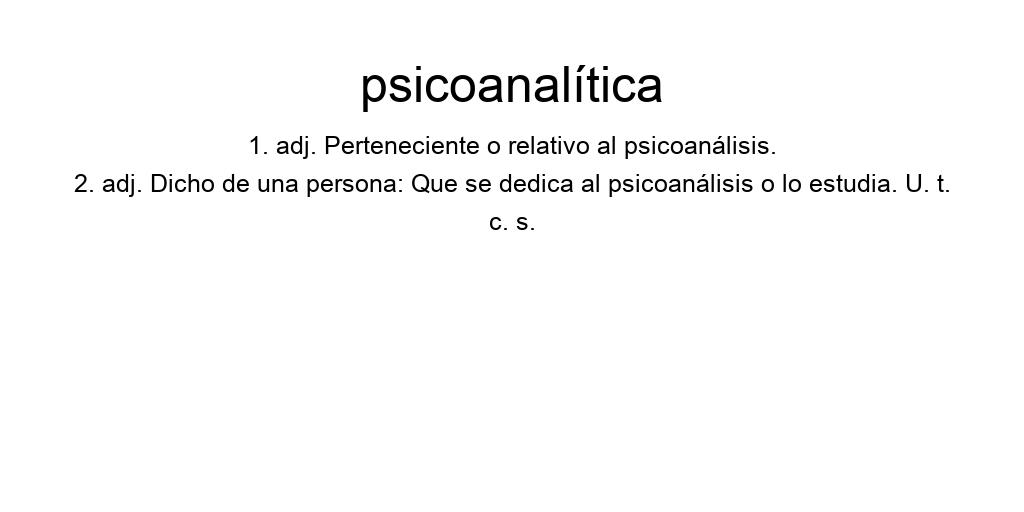 psicoanalítica
1. adj. Perteneciente o relativo al psicoanálisis.
2. adj. Dicho de una persona: Que se dedica al psicoanálisis o lo estudia. U. t.
c. s.